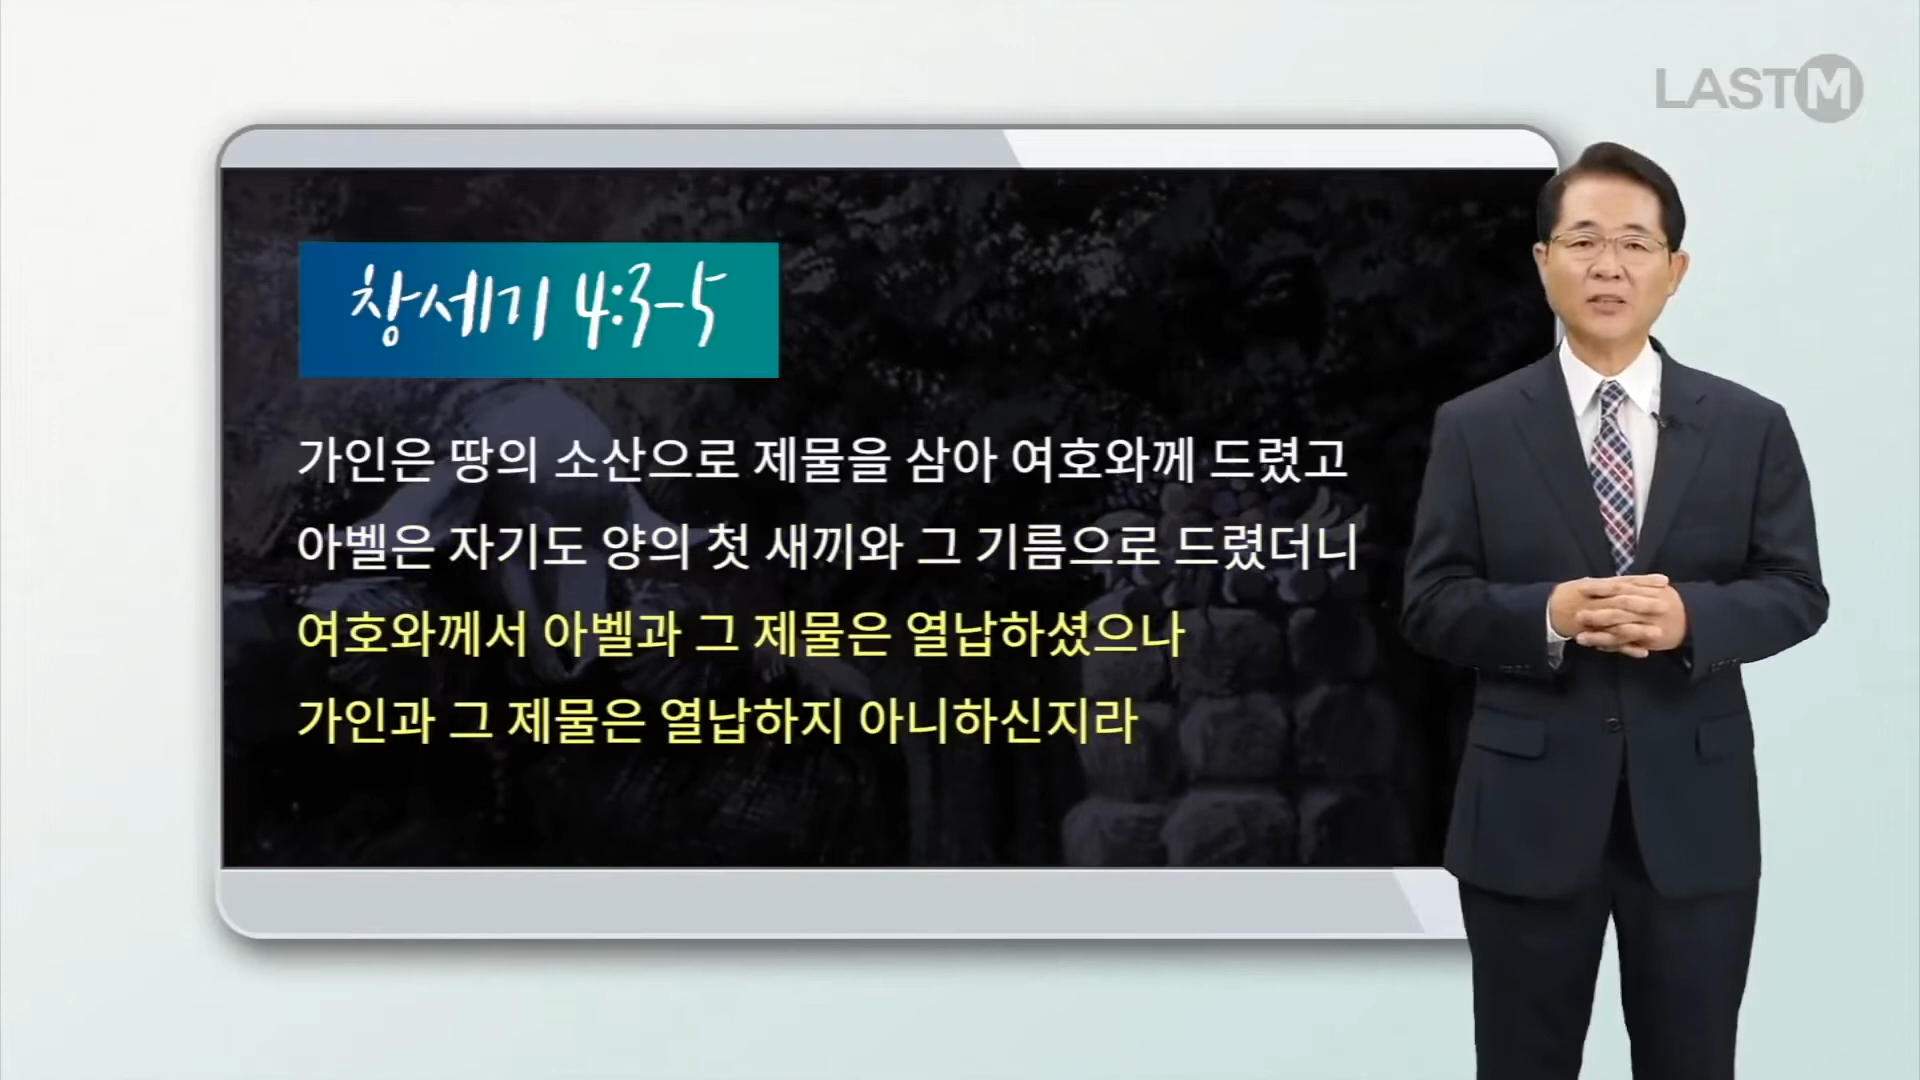 LAST M
창세기 4:3-5
가인은 땅의 소산으로 제물을 삼아 여호와께 드렸고
아벨은 자기도 양의 첫 새끼와 그 기름으로 드렸더니
여호와께서 아벨과 그 제물은 열납하셨으나
가인과 그 제물은 열납하지 아니하신지라